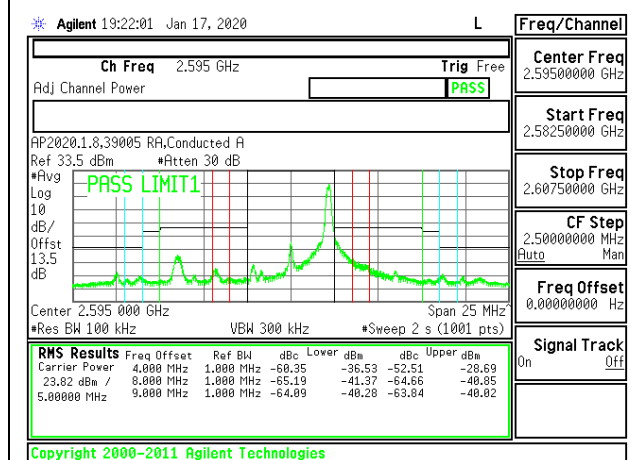 Agilent 19:22:01 Jan 17, 2020 L
Freq/Channel
Ch Freq 2.595 GHz Trig Free
Adj Channel Power PASS
Center Freq
2.59500000 GHz
Start Freq
2.58250000 GHz
Stop Freq
2.60750000 GHz
CF Step
2.50000000 MHz
Auto Man
Freq Offset
0.00000000 Hz
Signal Track
On Off
AP2020.1.8,39005 RA,Conducted A
Ref 33.5 dBm #Atten 30 dB
#Avg
Log
10
dB/
Offst
13.5
dB
PASS LIMIT1
Center 2.595 000 GHz Span 25 MHz^
#Res BW 100 kHz VBW 300 kHz #Sweep 2 s (1001 pts)
RMS Results Freq Offset Ref BW dBc Lower dBm dBc Upper dBm
Carrier Power 4.000 MHz 1.000 MHz -60.35 -36.53 -52.51 -28.69
23.82 dBm / 8.000 MHz 1.000 MHz -65.19 -41.37 -64.66 -40.85
5.00000 MHz 9.000 MHz 1.000 MHz -64.09 -40.28 -63.84 -40.02
Copyright 2000-2011 Agilent Technologies